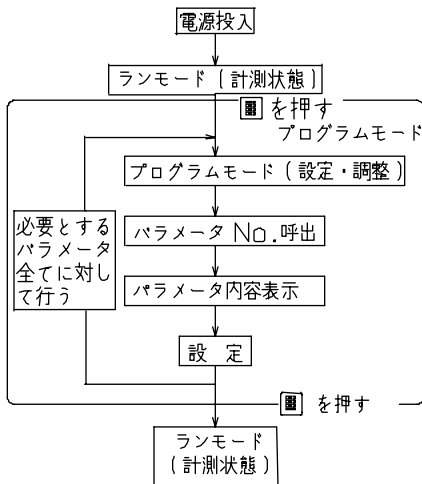 電源投入
ランモード(計測状態)
を押す
プログラムモード
プログラムモード(設定・調整)
必要とする
パラメータ
全てに対し
て行う
パラメータ No.呼出
パラメータ内容表示
設 定
を押す
ランモード
(計測状態)